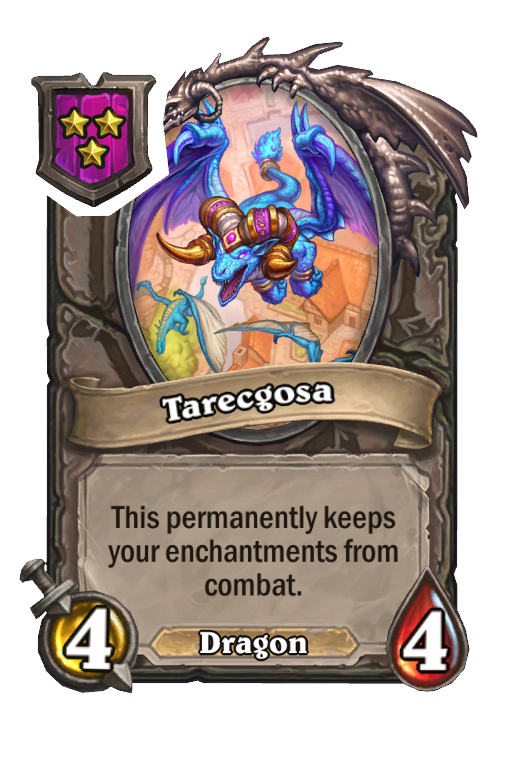 Tarecgosa
This permanently keeps
your enchantments from
combat.
4
Dragon
4